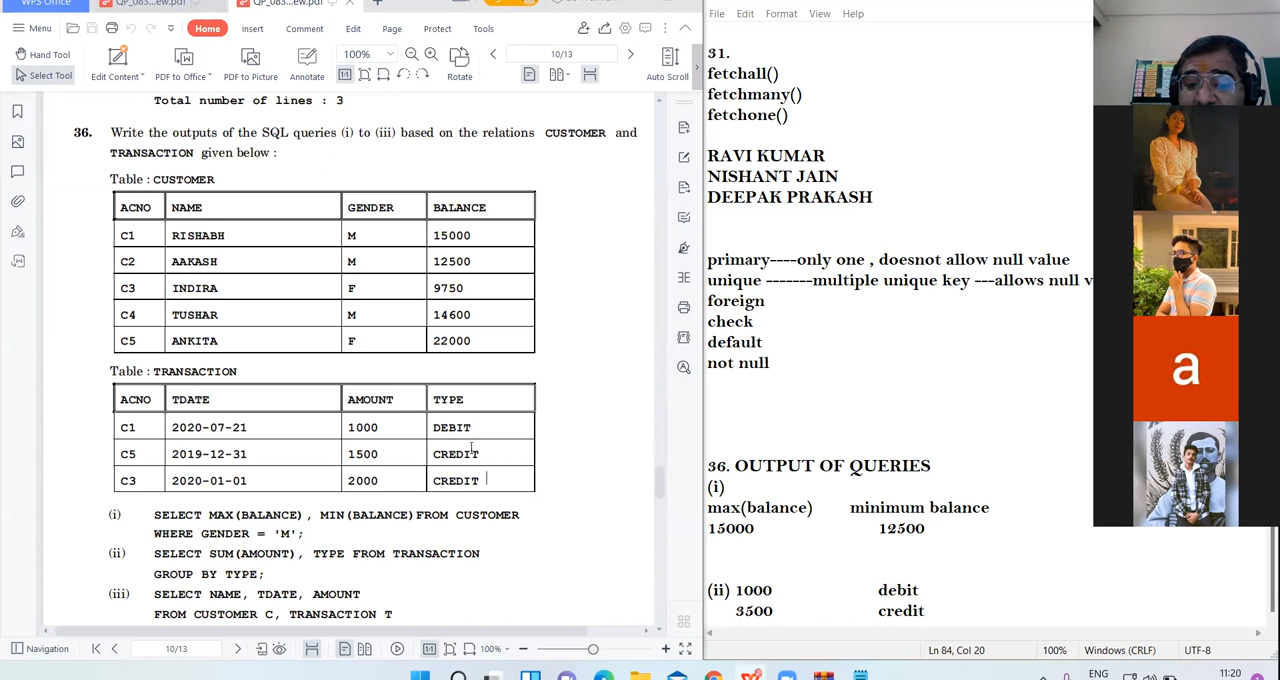 WPS Office
QP_083...ew.pdf
QP_083...ew.pdf
Menu
Home
Insert
Comment
Edit
Page
Protect
Tools
Hand Tool
Select Tool
Edit Content
PDF to Office
PDF to Picture
Annotate
100%
Rotate
10/13
Auto Scroll
Total number of lines : 3
36. Write the outputs of the SQL queries (i) to (iii) based on the relations CUSTOMER and
TRANSACTION given below :
Table : CUSTOMER
ACNO NAME GENDER BALANCE
C1 RISHABH M 15000
C2 AAKASH M 12500
C3 INDIRA F 9750
C4 TUSHAR M 14600
C5 ANKITA F 22000
Table : TRANSACTION
ACNO TDATE AMOUNT TYPE
C1 2020-07-21 1000 DEBIT
C5 2019-12-31 1500 CREDIT
C3 2020-01-01 2000 CREDIT
(i) SELECT MAX(BALANCE), MIN(BALANCE)FROM CUSTOMER
WHERE GENDER = 'M';
(ii) SELECT SUM(AMOUNT), TYPE FROM TRANSACTION
GROUP BY TYPE;
(iii) SELECT NAME, TDATE, AMOUNT
FROM CUSTOMER C, TRANSACTION T
Navigation
10/13
100%
File Edit Format View Help
31.
fetchall()
fetchmany()
fetchone()
RAVI KUMAR
NISHANT JAIN
DEEPAK PRAKASH
primary----only one , doesnot allow null value
unique -------multiple unique key ---allows null v
foreign
check
default
not null
36. OUTPUT OF QUERIES
(i)
max(balance) minimum balance
15000 12500
(ii) 1000 debit
3500 credit
Ln 84, Col 20 100% Windows (CRLF) UTF-8
a
ENG
11:20